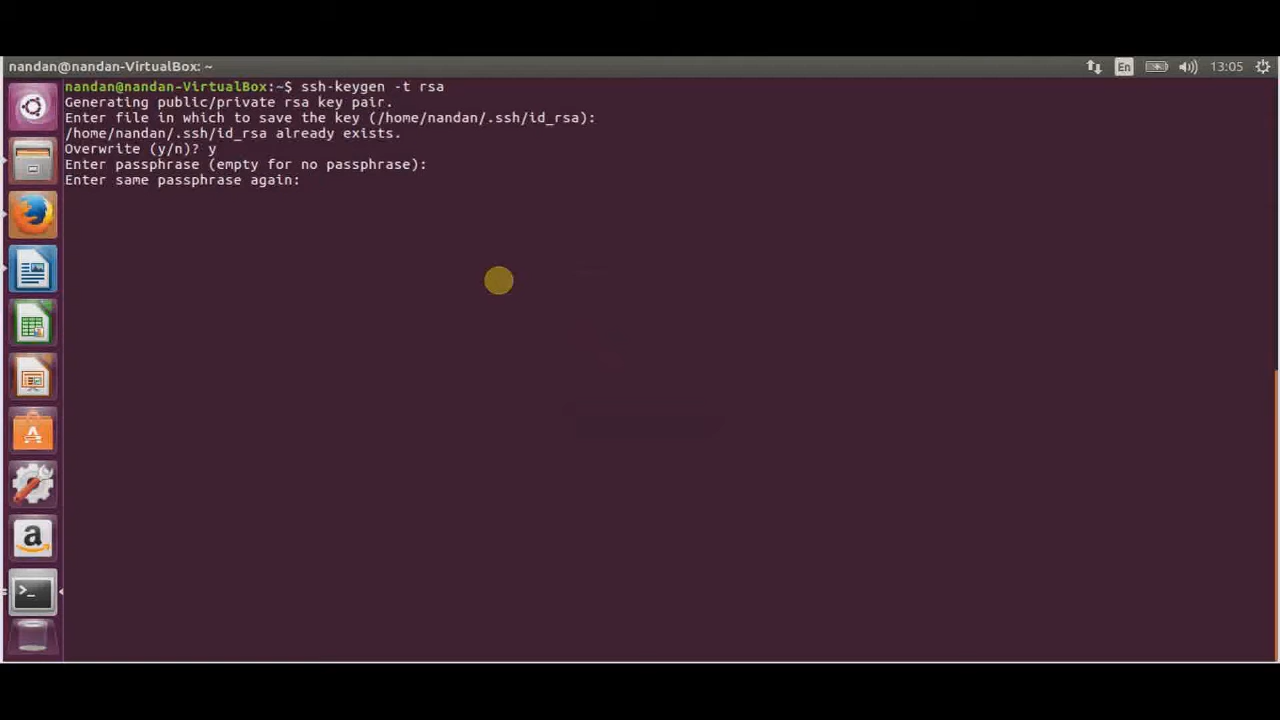 nandan@nandan-VirtualBox: ~
En
13:05
nandan@nandan-VirtualBox:~$ ssh-keygen -t rsa
Generating public/private rsa key pair.
Enter file in which to save the key (/home/nandan/.ssh/id_rsa):
/home/nandan/.ssh/id_rsa already exists.
Overwrite (y/n)? y
Enter passphrase (empty for no passphrase):
Enter same passphrase again:
A
a
>_